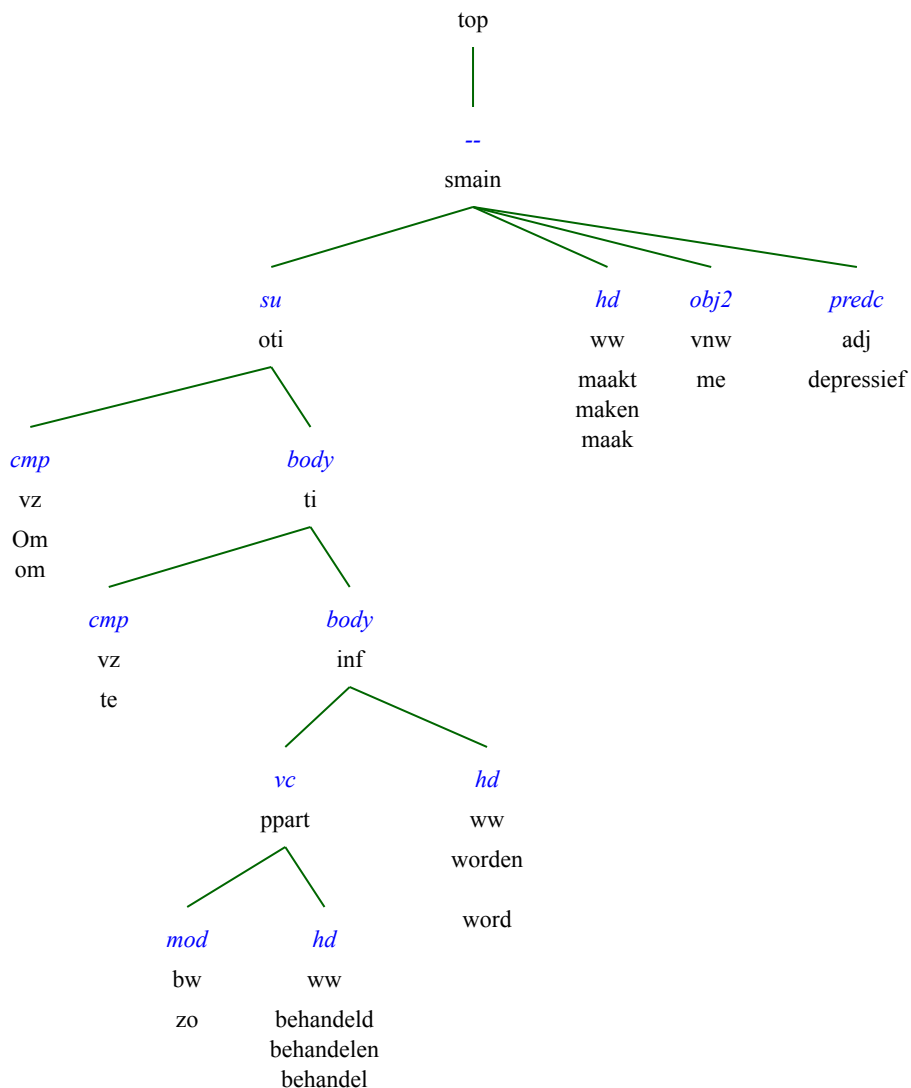 top
--
smain
su hd obj2 predc
oti ww vnw adj
maakt me depressief
maken
maak
cmp body
vz ti
Om
om
cmp body
vz inf
te
vc hd
ppart ww
worden
word
mod hd
bw ww
zo behandeld
behandelen
behandel